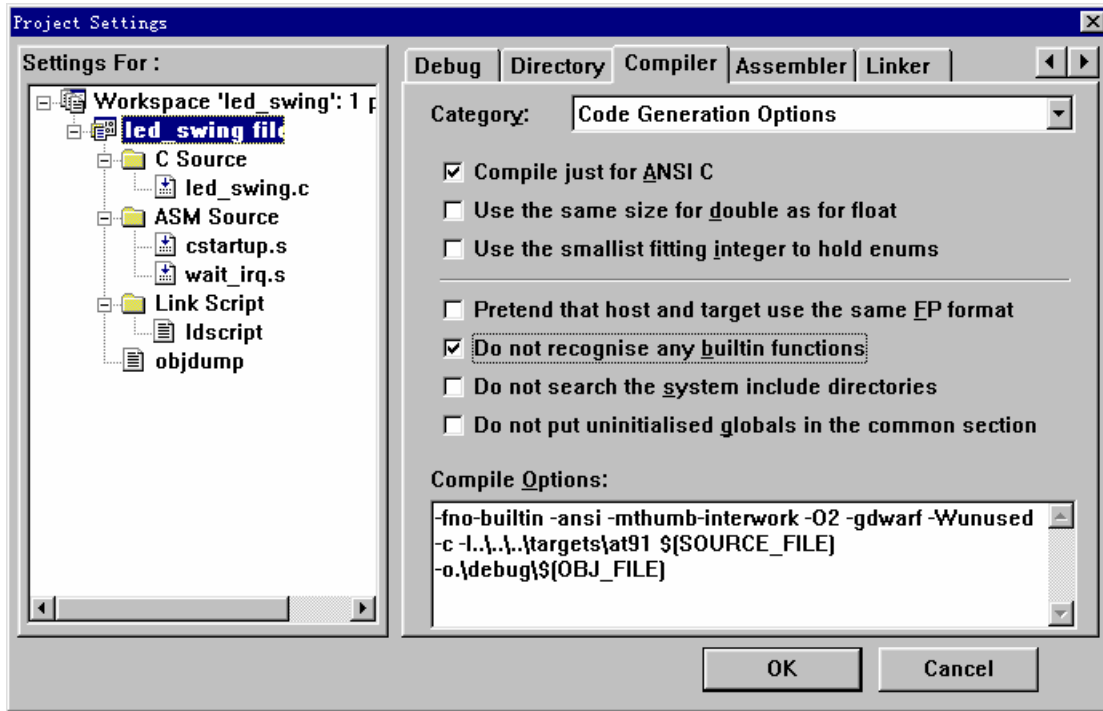 Project Settings
Settings For :
Workspace 'led_swing': 1 p
led_swing file
C Source
led_swing.c
ASM Source
cstartup.s
wait_irq.s
Link Script
ldscript
objdump
Debug
Directory
Compiler
Assembler
Linker
Category:
Code Generation Options
Compile just for ANSI C
Use the same size for double as for float
Use the smallist fitting integer to hold enums
Pretend that host and target use the same FP format
Do not recognise any builtin functions
Do not search the system include directories
Do not put uninitialised globals in the common section
Compile Options:
-fno-builtin -ansi -mthumb-interwork -O2 -gdwarf -Wunused
-c -I..\..\..\targets\at91 $(SOURCE_FILE)
-o.\debug\$(OBJ_FILE)
OK
Cancel